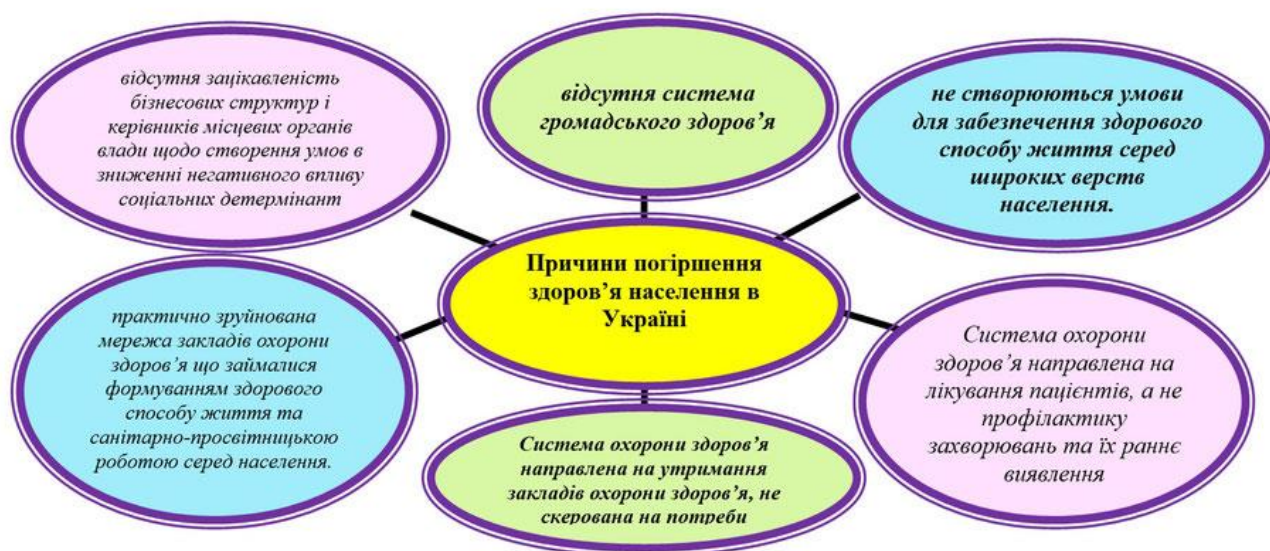 відсутня зацікавленість
бізнесових структур і
керівників місцевих органів
влади щодо створення умов в
зниженні негативного впливу
соціальних детермінант
відсутня система
громадського здоров’я
не створюються умови
для забезпечення здорового
способу життя серед
широких верств
населення.
Причини погіршення
здоров’я населення в
Україні
практично зруйнована
мережа закладів охорони
здоров’я що займалися
формуванням здорового
способу життя та
санітарно-просвітницькою
роботою серед населення.
Система охорони здоров’я
направлена на утримання
закладів охорони здоров’я, не
скерована на потреби
Система охорони
здоров’я направлена на
лікування пацієнтів, а не
профілактику
захворювань та їх раннє
виявлення